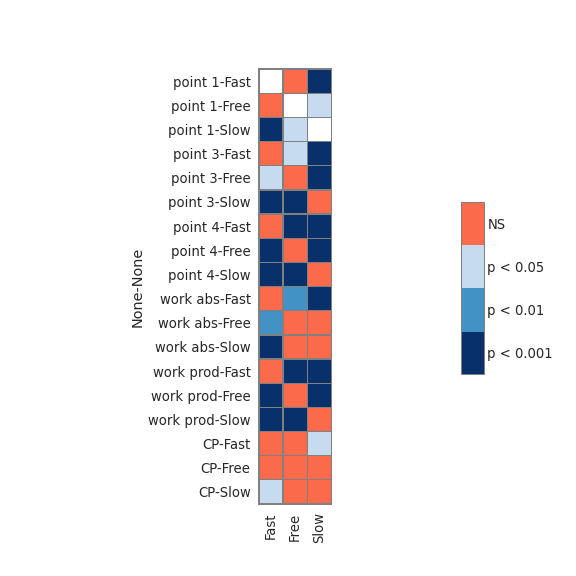 None-None
point 1-Fast
point 1-Free
point 1-Slow
point 3-Fast
point 3-Free
point 3-Slow
point 4-Fast
point 4-Free
point 4-Slow
work abs-Fast
work abs-Free
work abs-Slow
work prod-Fast
work prod-Free
work prod-Slow
CP-Fast
CP-Free
CP-Slow
Fast
Free
Slow
NS
p < 0.05
p < 0.01
p < 0.001